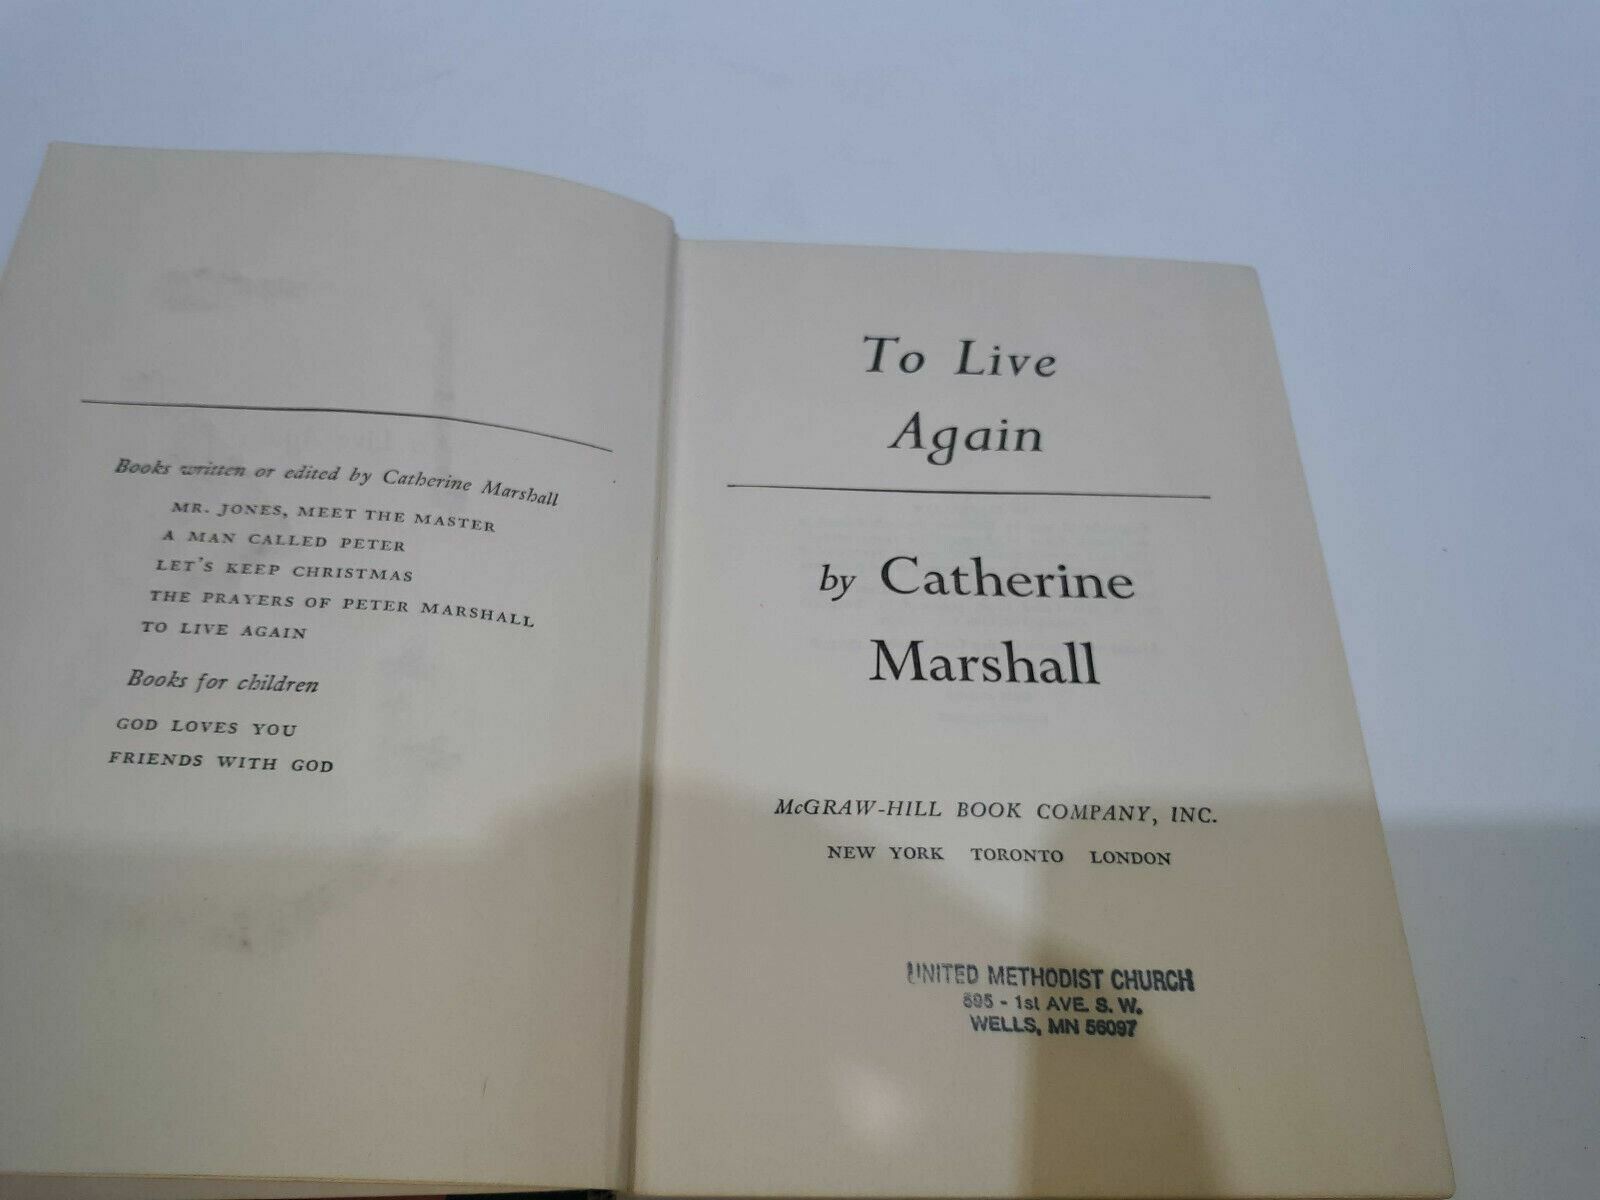 Books written or edited by Catherine Marshall
MR. JONES, MEET THE MASTER
A MAN CALLED PETER
LET'S KEEP CHRISTMAS
THE PRAYERS OF PETER MARSHALL
TO LIVE AGAIN
Books for children
GOD LOVES YOU
FRIENDS WITH GOD
To Live
Again
by Catherine
Marshall
McGRAW-HILL BOOK COMPANY, INC.
NEW YORK TORONTO LONDON
UNITED METHODIST CHURCH
- 1st AVE. S. W.
WELLS, MN 56097